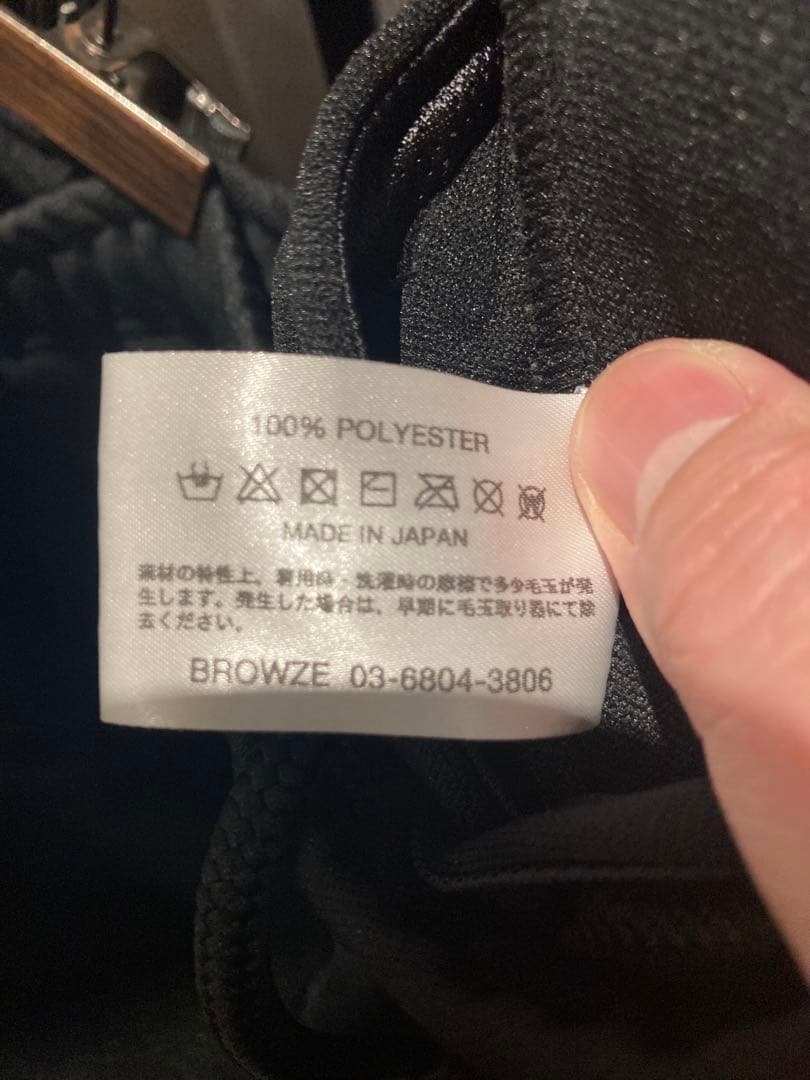 100% POLYESTER
MADE IN JAPAN
素材の特性上、着用時・洗濯時の摩擦で多少毛玉が発
生します。発生した場合は、早期に毛玉取り器にて除
去ください。
BROWZE 03-6804-3806